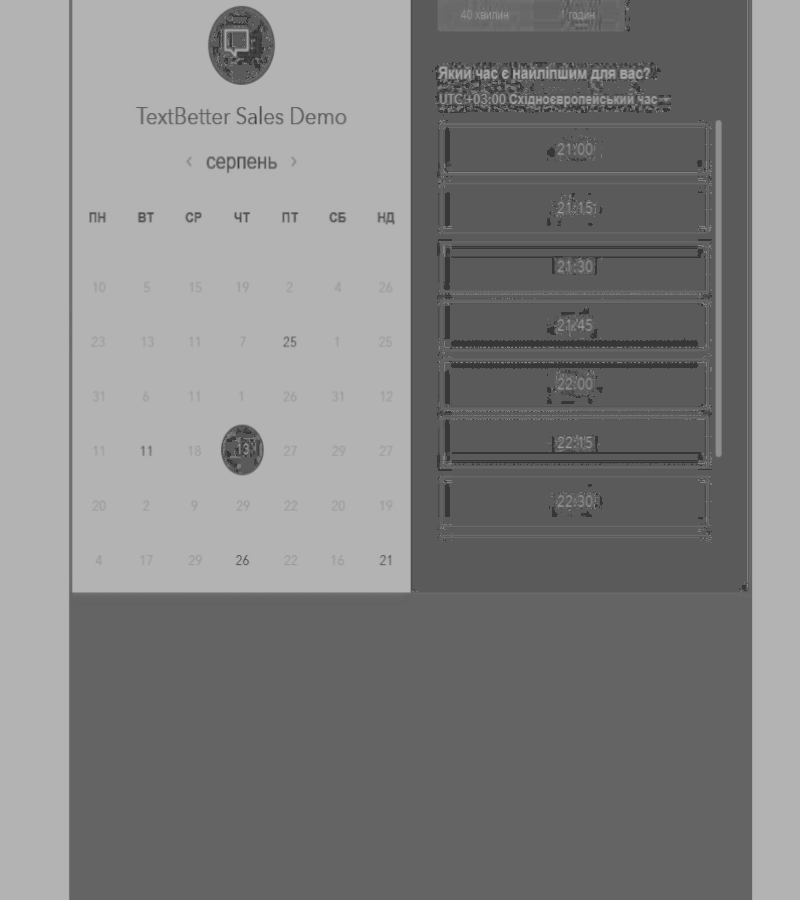 TextBetter Sales Demo
‹ серпень ›
ПН ВТ СР ЧТ ПТ СБ НД
10 5 15 19 2 4 26
23 13 11 7 25 1 25
31 6 11 1 26 31 12
11 11 18 13 27 29 27
20 2 9 29 22 20 19
4 17 29 26 22 16 21
40 хвилин 1 годин
Який час є найліпшим для вас?
UTC +03:00 Східноєвропейський час
21:00
21:15
21:30
21:45
22:00
22:15
22:30